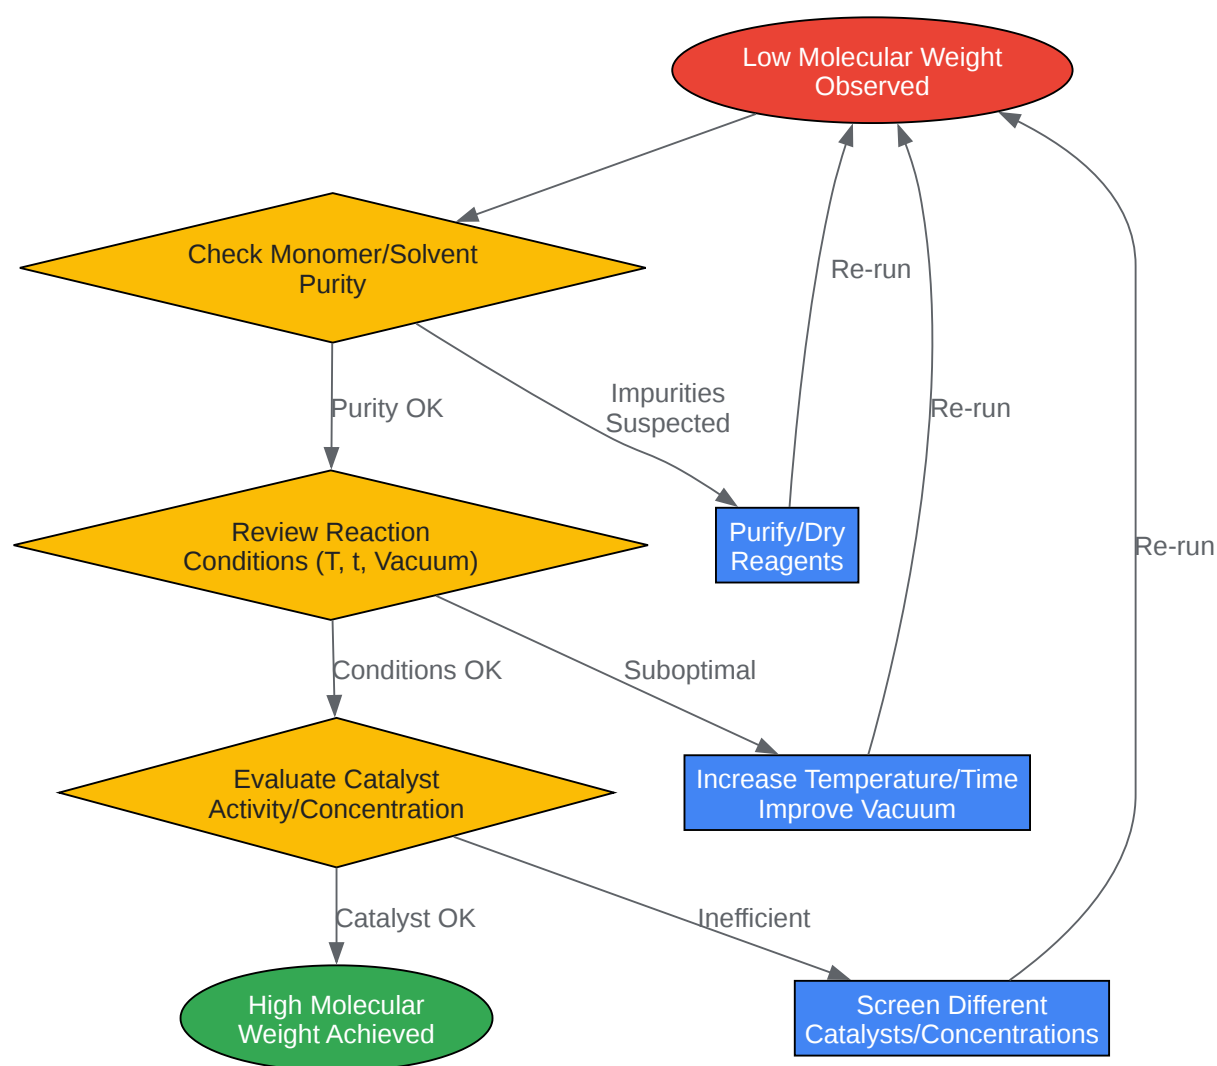 Low Molecular Weight
Observed
Check Monomer/Solvent
Purity
Re-run
Impurities
Suspected
Purity OK
Re-run
Review Reaction
Conditions (T, t, Vacuum)
Purify/Dry
Reagents
Re-run
Conditions OK
Suboptimal
Evaluate Catalyst
Activity/Concentration
Increase Temperature/Time
Improve Vacuum
Catalyst OK
Inefficient
High Molecular
Weight Achieved
Screen Different
Catalysts/Concentrations